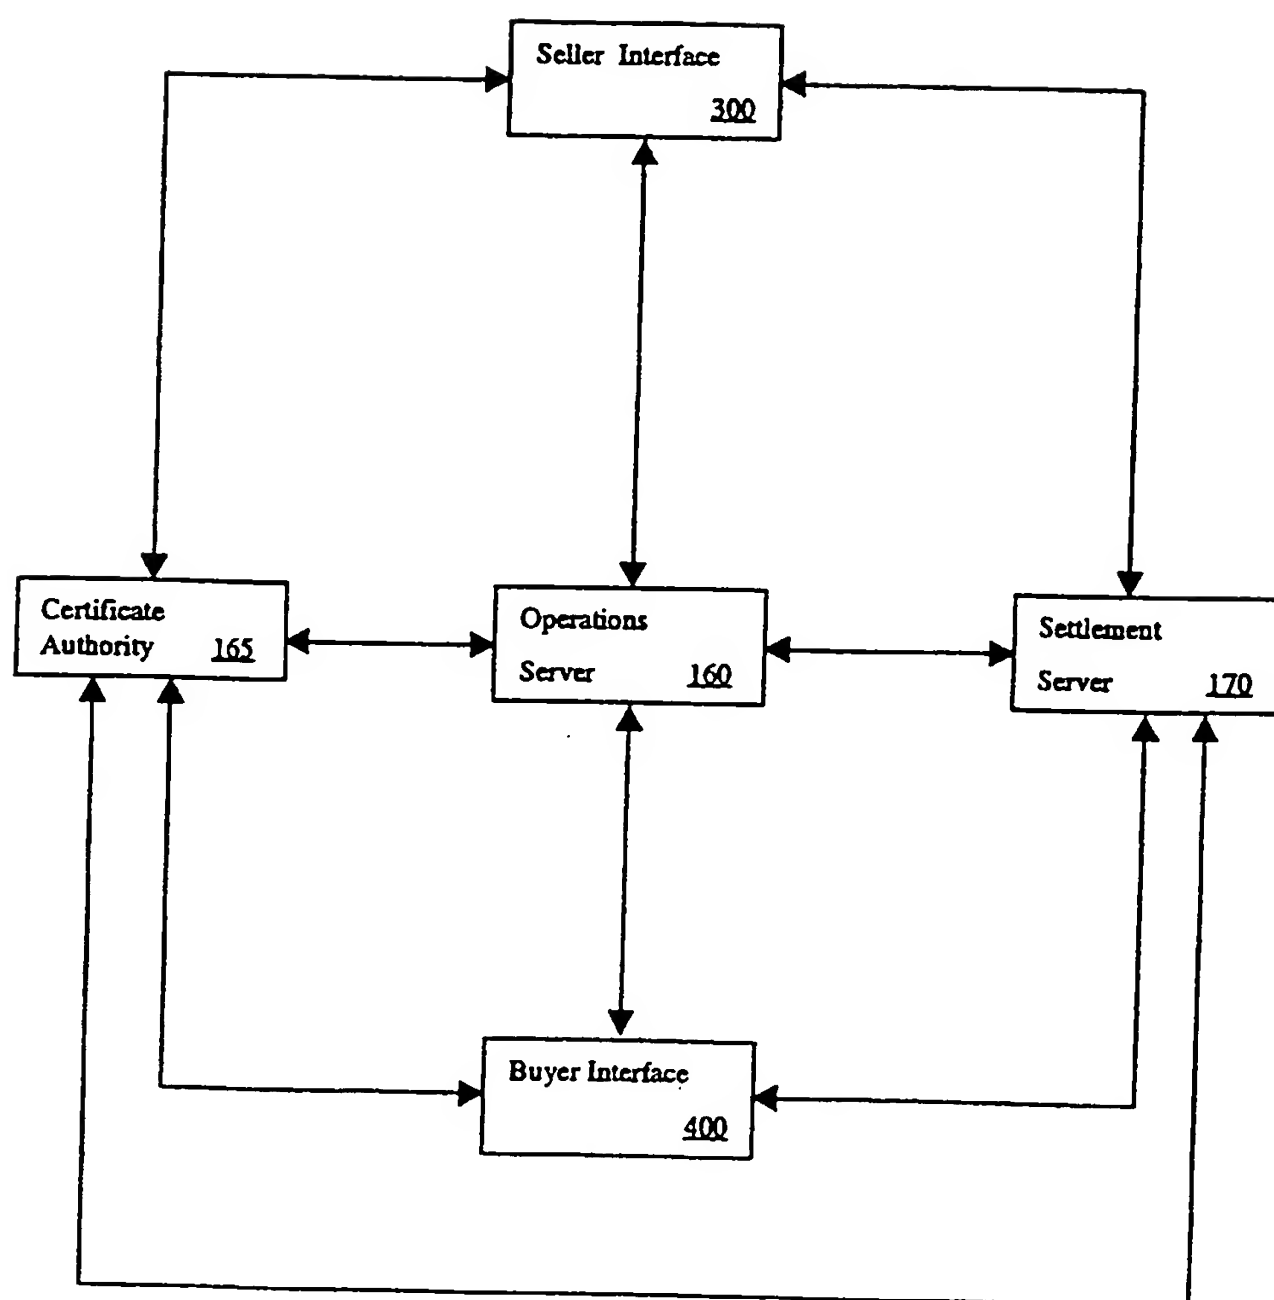 Seller Interface
300
Certificate
Authority 165
Operations
Server 160
Settlement
Server 170
Buyer Interface
400